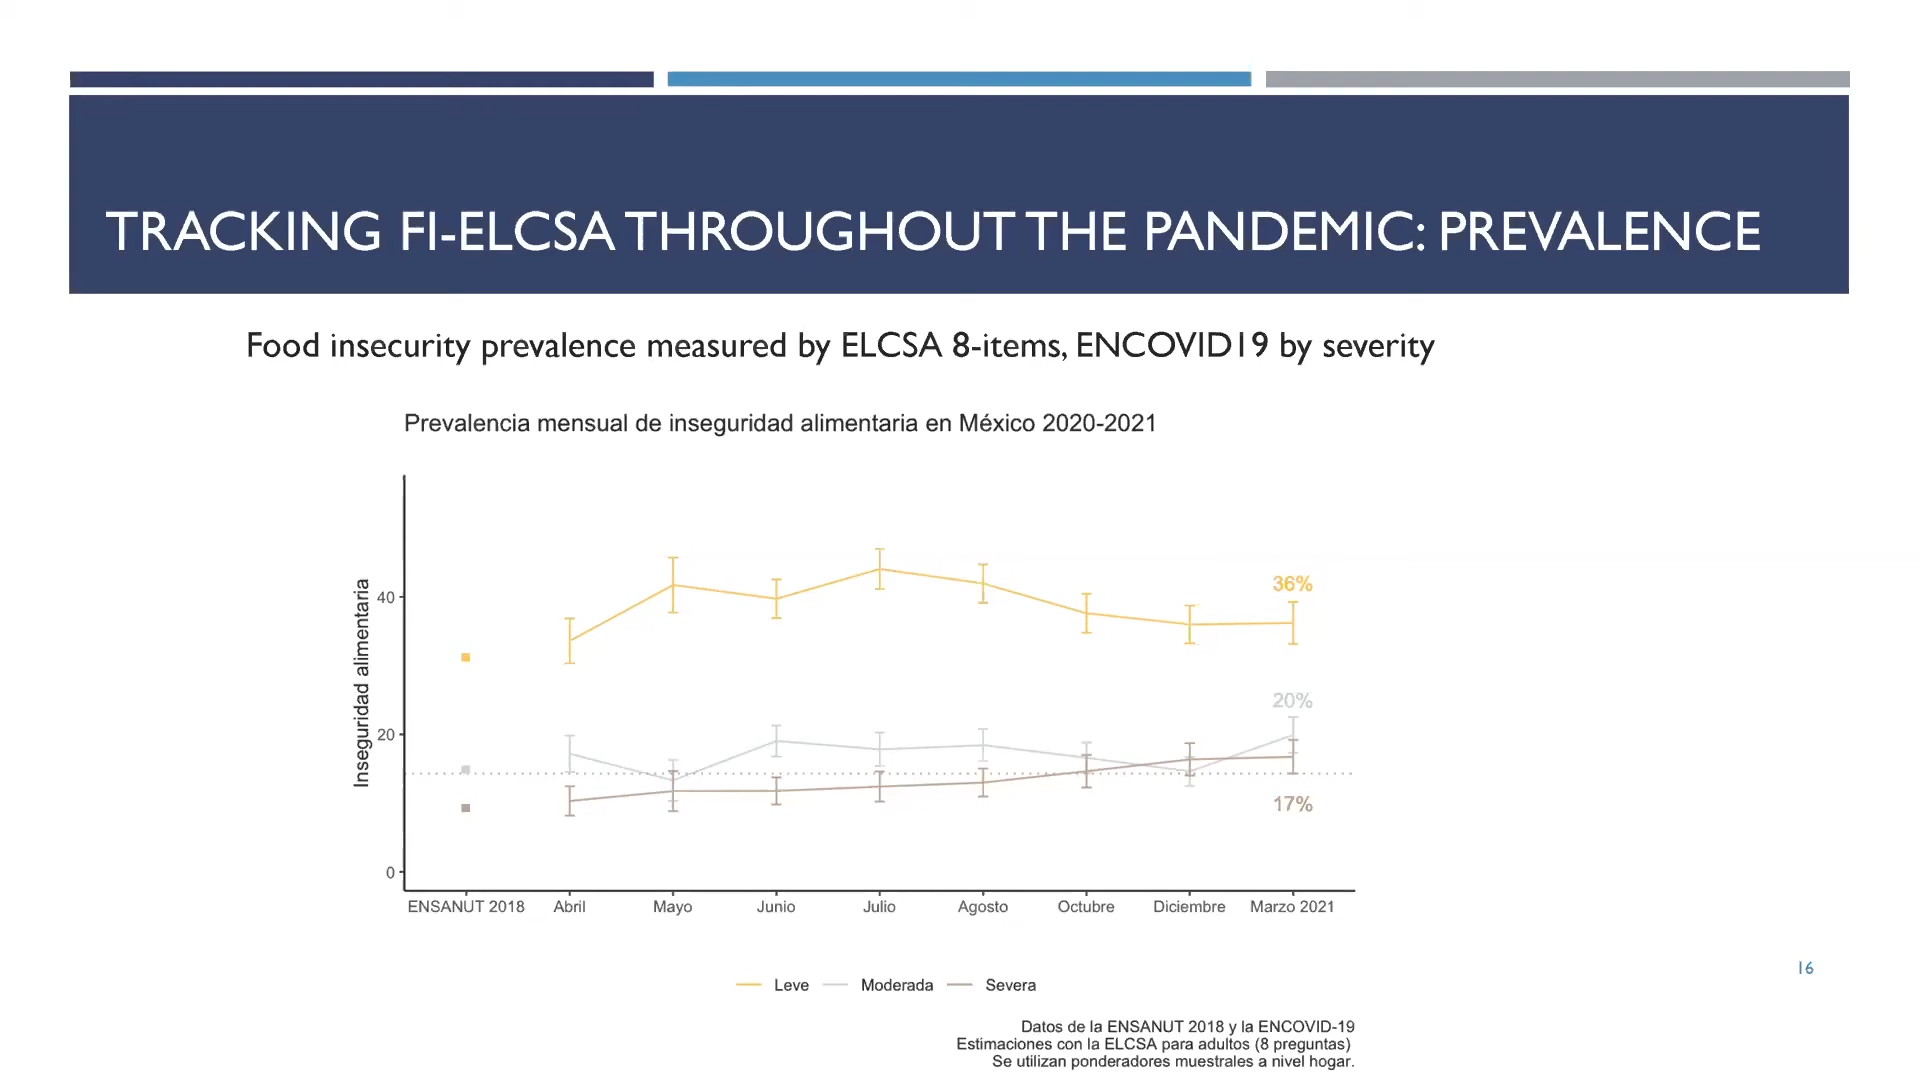 TRACKING FI-ELCSA THROUGHOUT THE PANDEMIC: PREVALENCE
Food insecurity prevalence measured by ELCSA 8-items, ENCOVID19 by severity
Prevalencia mensual de inseguridad alimentaria en México 2020-2021
Inseguridad alimentaria
40
20
0
36%
20%
17%
ENSANUT 2018 Abril Mayo Junio Julio Agosto Octubre Diciembre Marzo 2021
16
Leve Moderada Severa
Datos de la ENSANUT 2018 y la ENCOVID-19
Estimaciones con la ELCSA para adultos (8 preguntas)
Se utilizan ponderadores muestrales a nivel hogar.